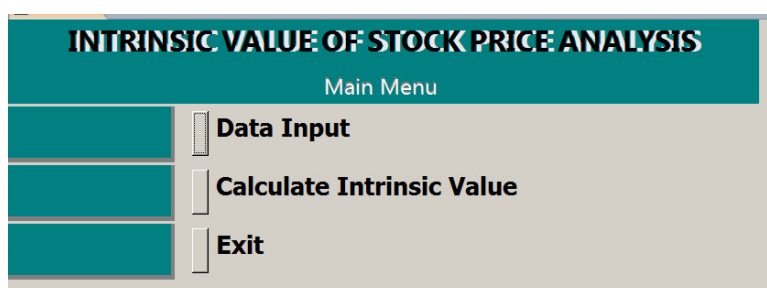 INTRINSIC VALUE OF STOCK PRICE ANALYSIS
Main Menu
Data Input
Calculate Intrinsic Value
Exit